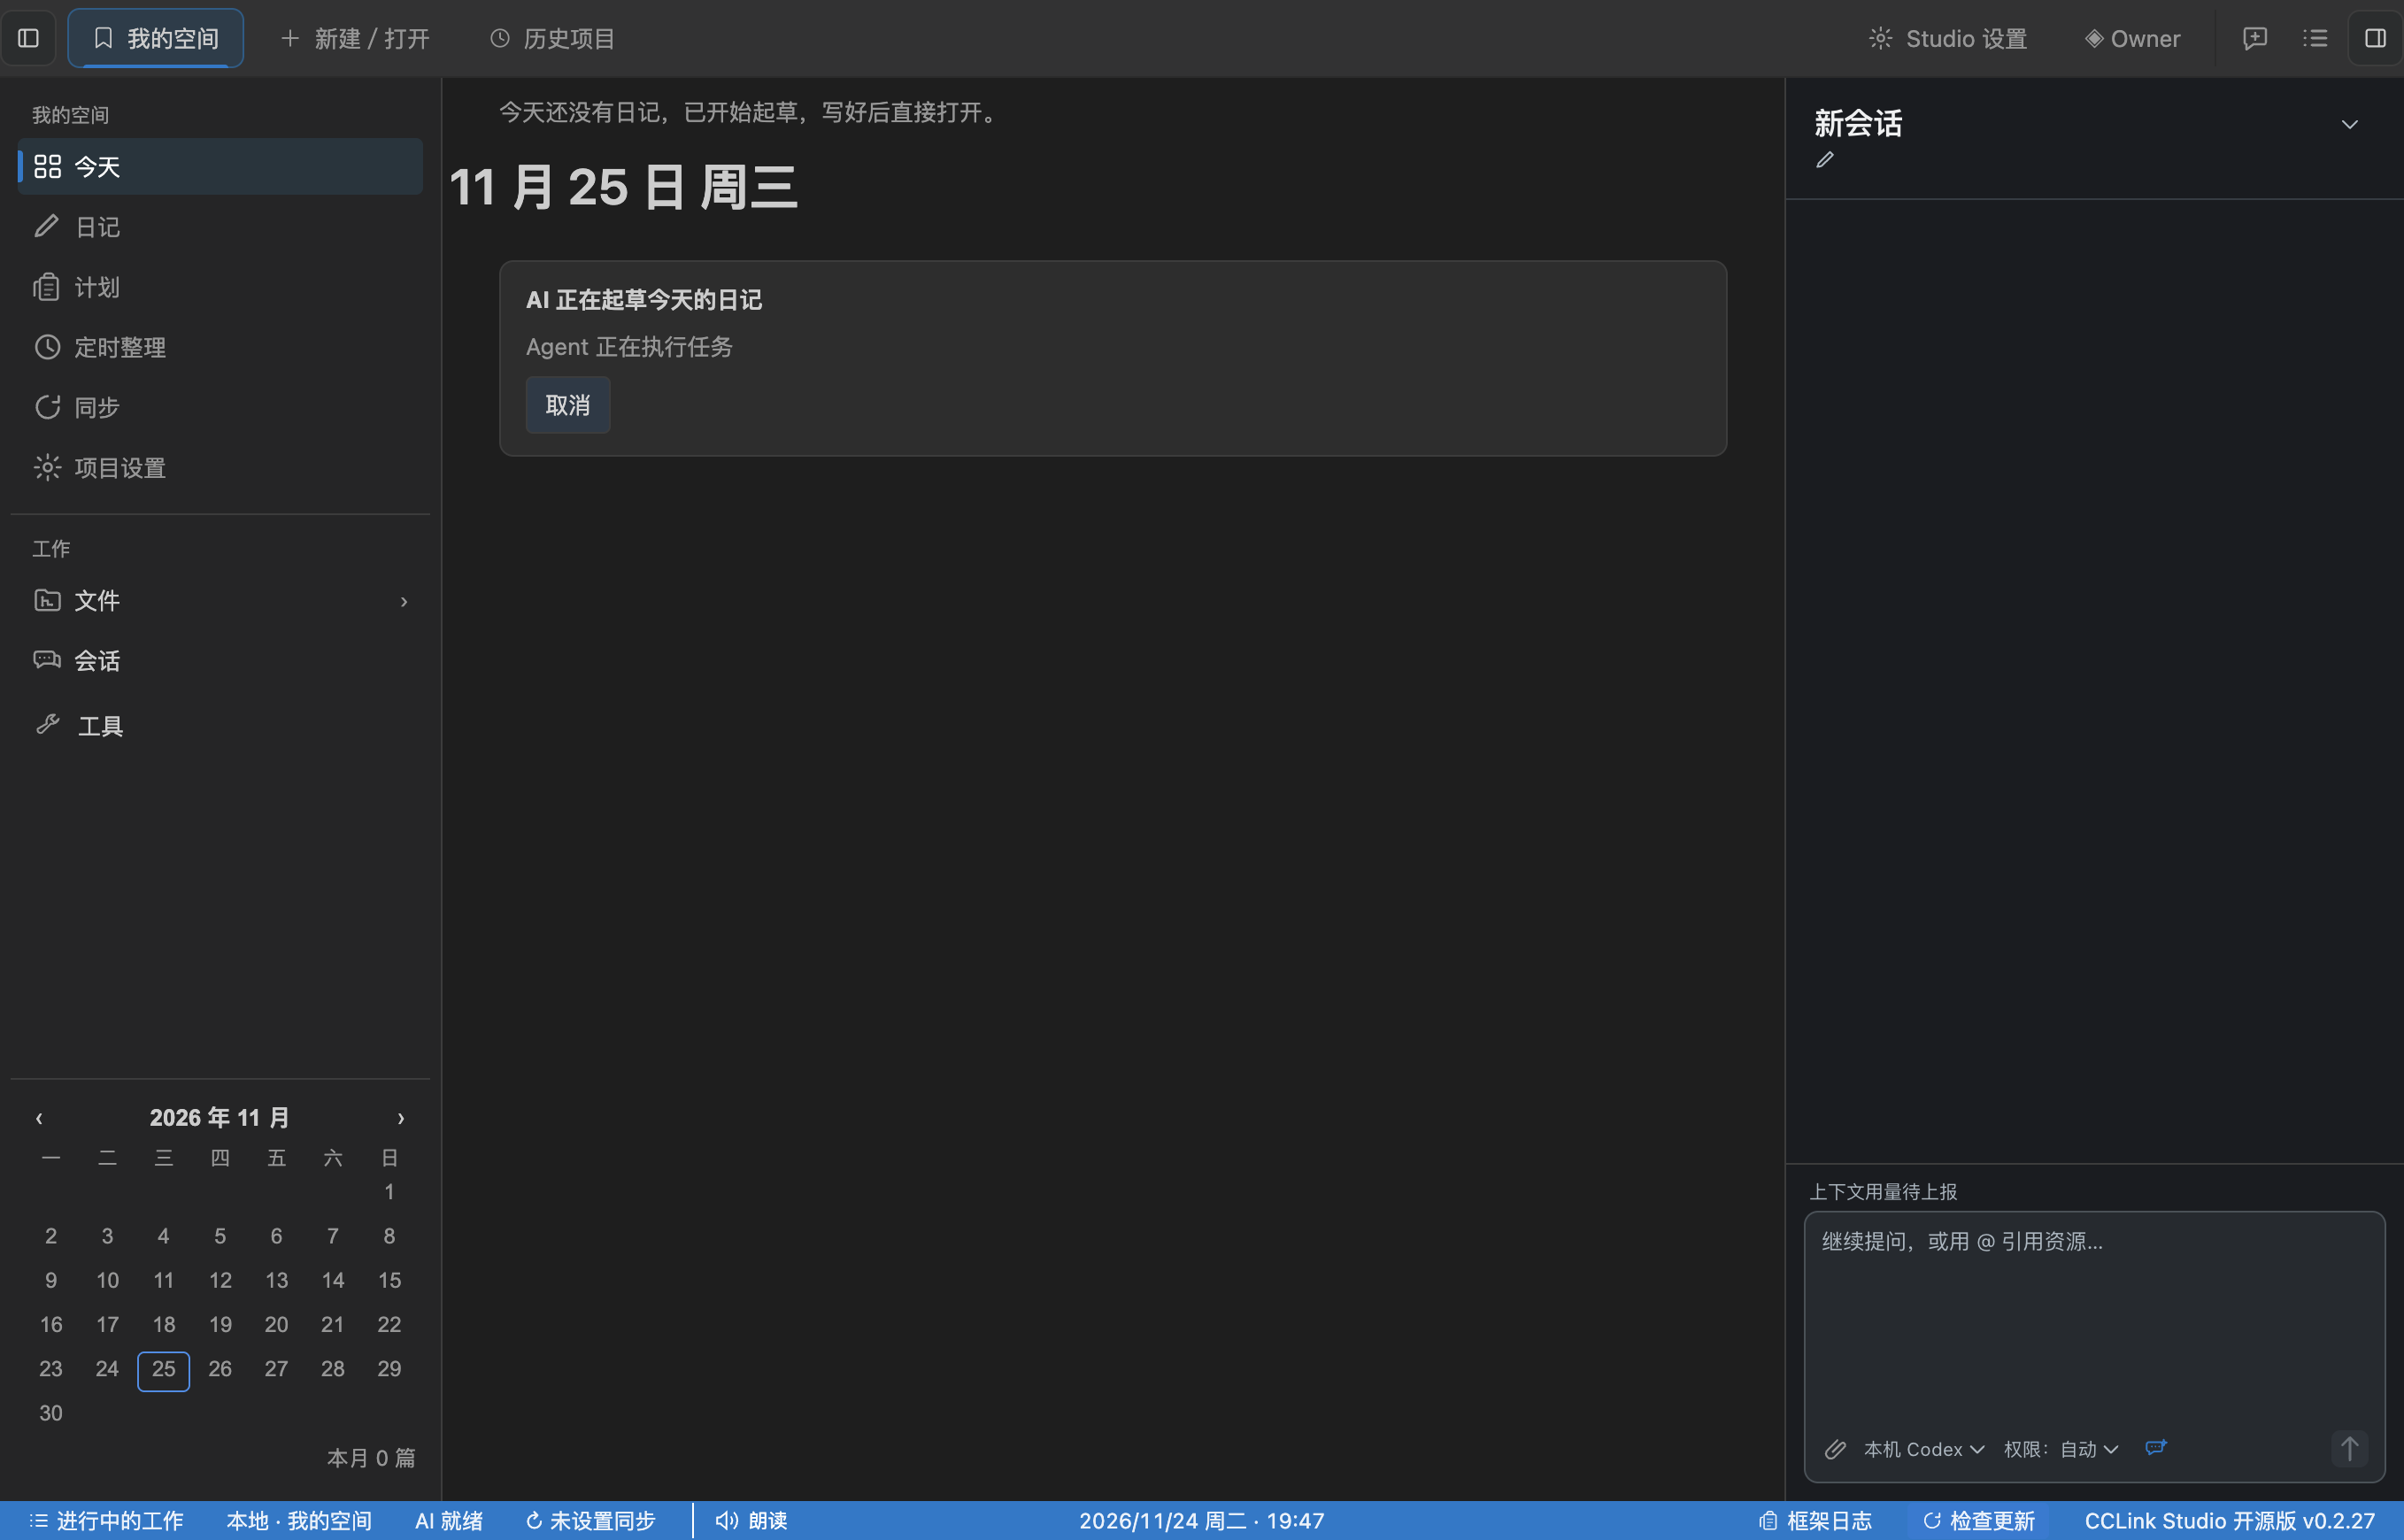 我的空间
新建 / 打开
历史项目
Studio 设置
Owner
我的空间
今天
日记
计划
定时整理
同步
项目设置
工作
文件
会话
工具
2026 年 11 月
一 二 三 四 五 六 日
1
2 3 4 5 6 7 8
9 10 11 12 13 14 15
16 17 18 19 20 21 22
23 24 25 26 27 28 29
30
本月 0 篇
今天还没有日记，已开始起草，写好后直接打开。
11 月 25 日 周三
AI 正在起草今天的日记
Agent 正在执行任务
取消
新会话
上下文用量待上报
继续提问，或用 @ 引用资源...
本机 Codex
权限：自动
进行中的工作
本地 · 我的空间
AI 就绪
未设置同步
朗读
2026/11/24 周二 · 19:47
框架日志
检查更新
CCLink Studio 开源版 v0.2.27